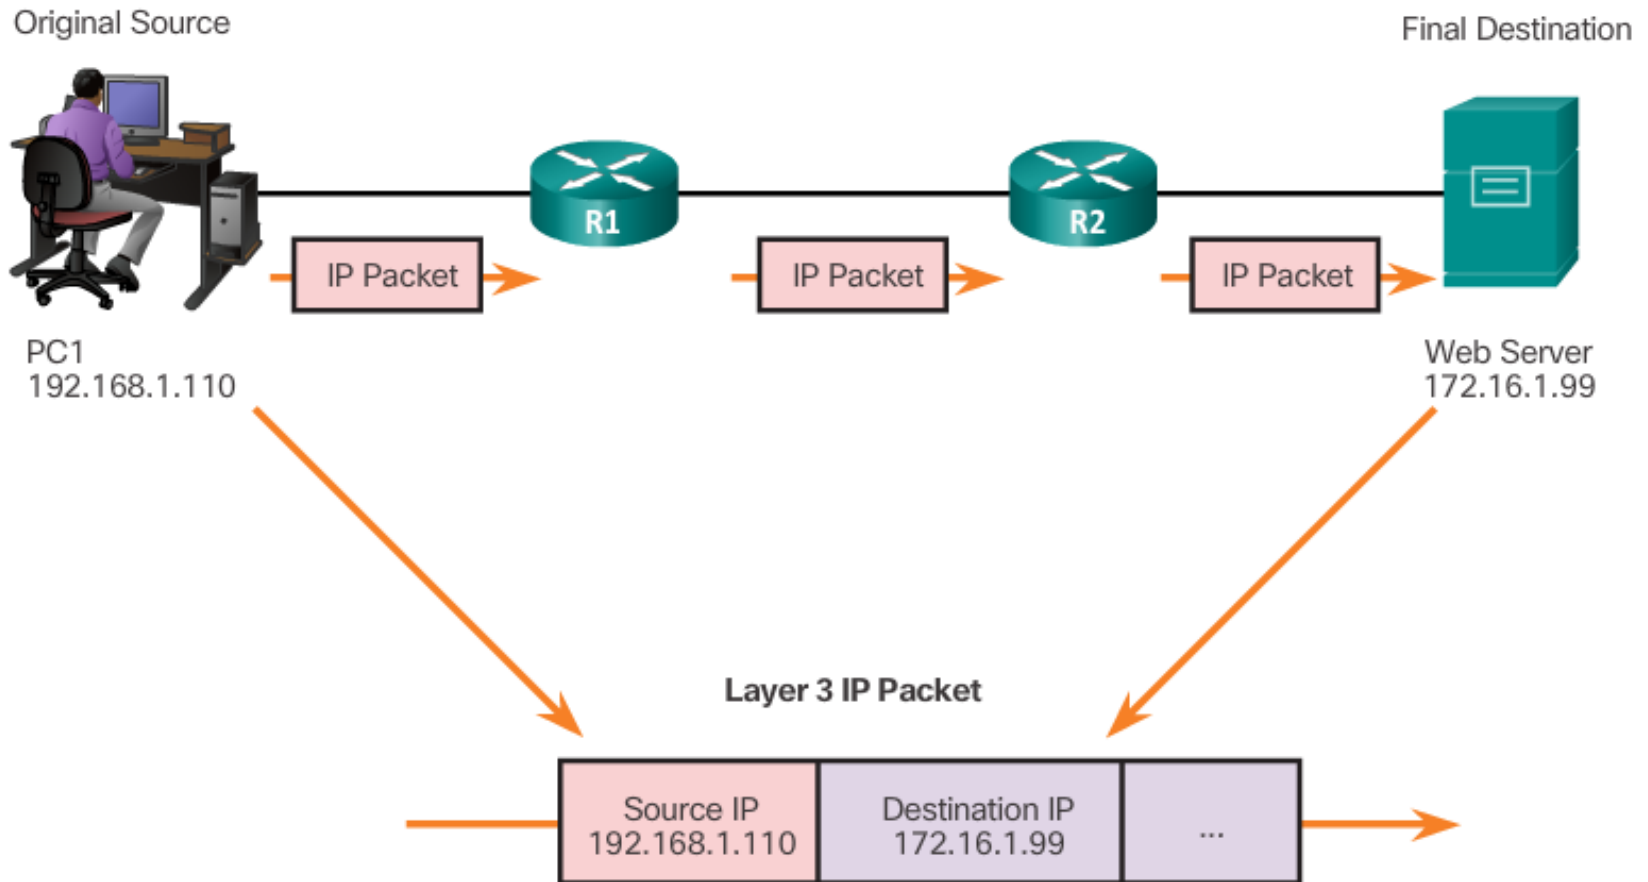 Original Source
Final Destination
R1
R2
IP Packet
IP Packet
IP Packet
PC1
192.168.1.110
Web Server
172.16.1.99
Layer 3 IP Packet
Source IP
192.168.1.110
Destination IP
172.16.1.99
...